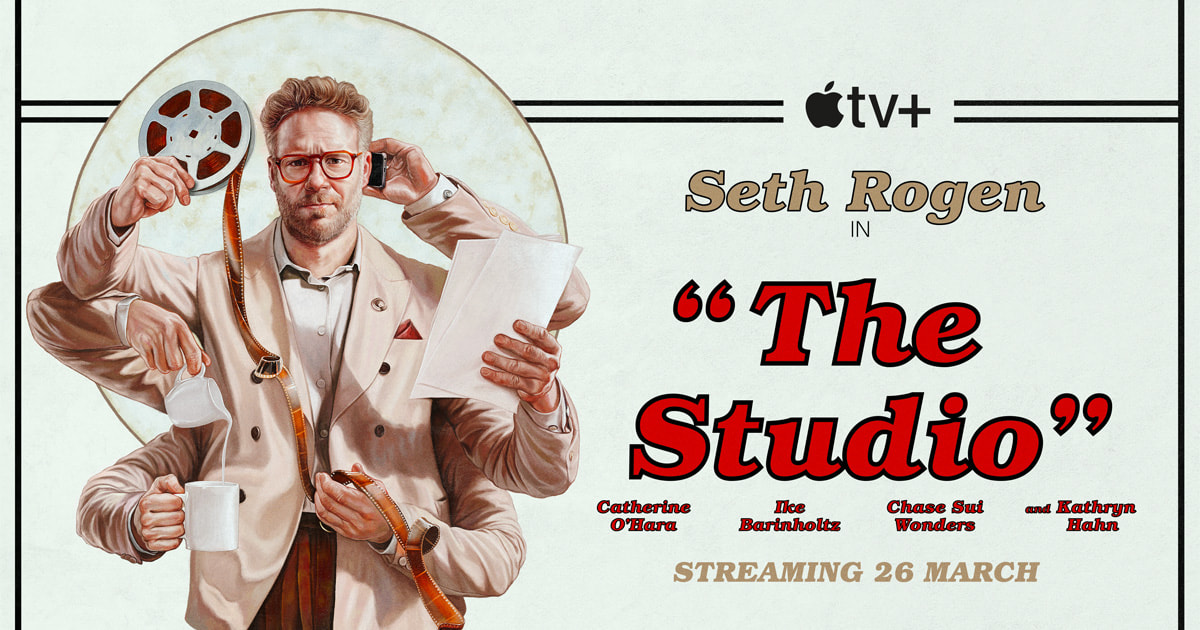 tv+
Seth Rogen
IN
“The
Studio”
Catherine
O'Hara
Ike
Barinholtz
Chase Sui
Wonders
and Kathryn
Hahn
STREAMING 26 MARCH